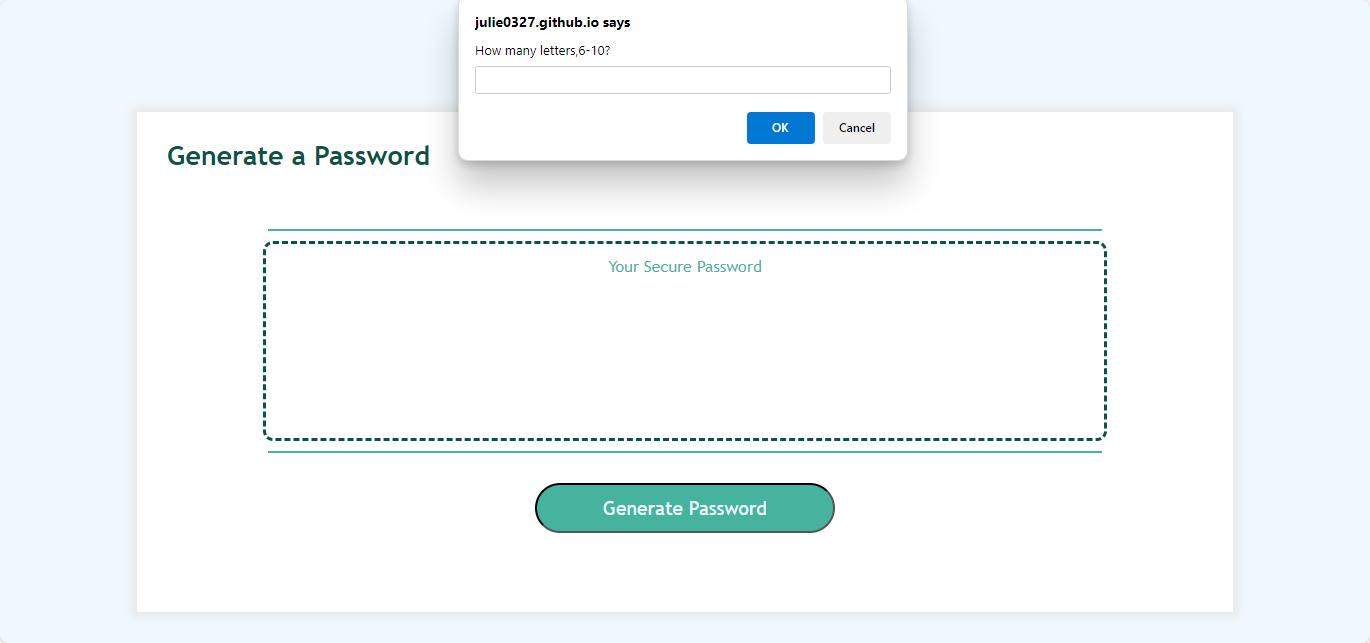 julie0327.github.io says
How many letters,6-10?
OK
Cancel
Generate a Password
Your Secure Password
Generate Password